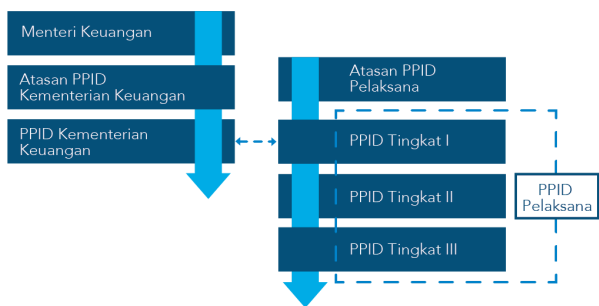 Menteri Keuangan
Atasan PPID
Kementerian Keuangan
PPID Kementerian
Keuangan
Atasan PPID
Pelaksana
PPID Tingkat I
PPID Tingkat II
PPID Tingkat III
PPID
Pelaksana